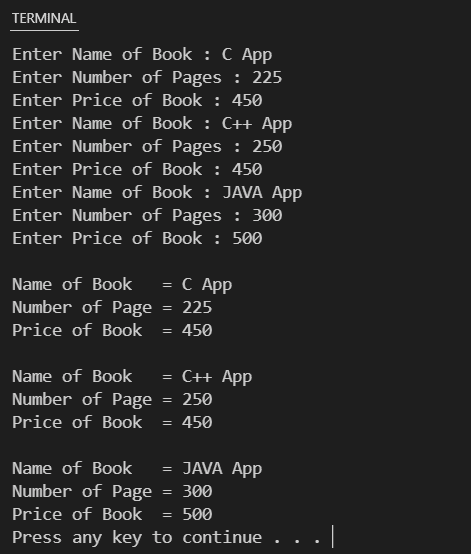 TERMINAL
Enter Name of Book : C App
Enter Number of Pages : 225
Enter Price of Book : 450
Enter Name of Book : C++ App
Enter Number of Pages : 250
Enter Price of Book : 450
Enter Name of Book : JAVA App
Enter Number of Pages : 300
Enter Price of Book : 500

Name of Book   = C App
Number of Page = 225
Price of Book  = 450

Name of Book   = C++ App
Number of Page = 250
Price of Book  = 450

Name of Book   = JAVA App
Number of Page = 300
Price of Book  = 500
Press any key to continue . . .